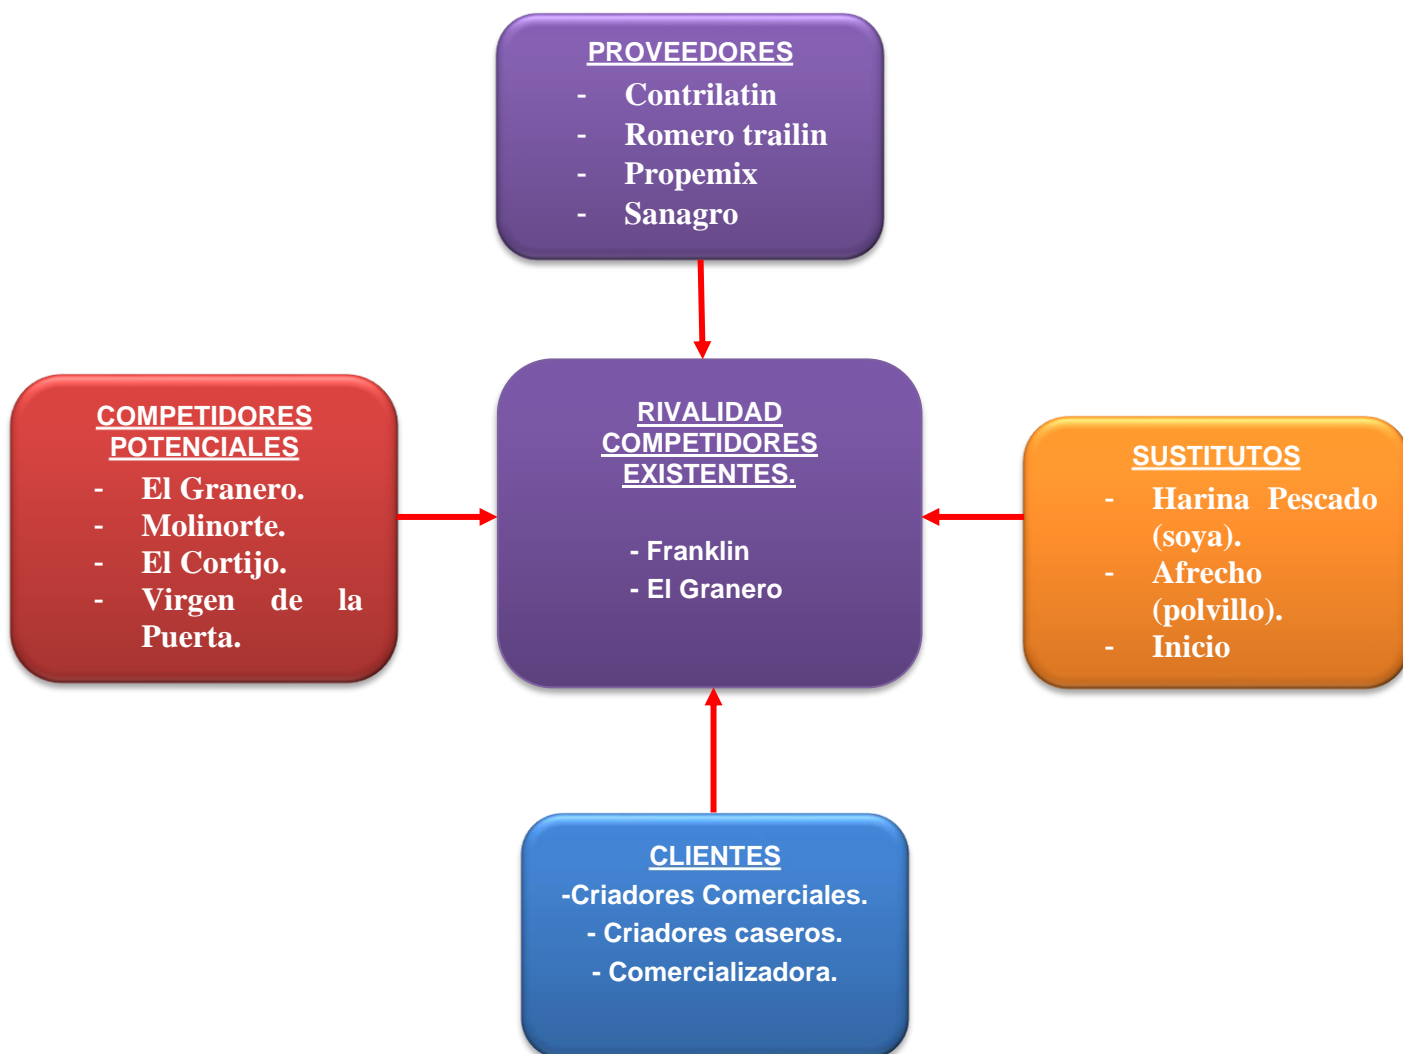 PROVEEDORES
- Contrilatin
- Romero trailin
- Propemix
- Sanagro
COMPETIDORES
POTENCIALES
- El Granero.
- Molinorte.
- El Cortijo.
- Virgen de la
Puerta.
RIVALIDAD
COMPETIDORES
EXISTENTES.
- Franklin
- El Granero
SUSTITUTOS
- Harina Pescado
(soya).
- Afrecho
(polvillo).
- Inicio
CLIENTES
-Criadores Comerciales.
- Criadores caseros.
- Comercializadora.